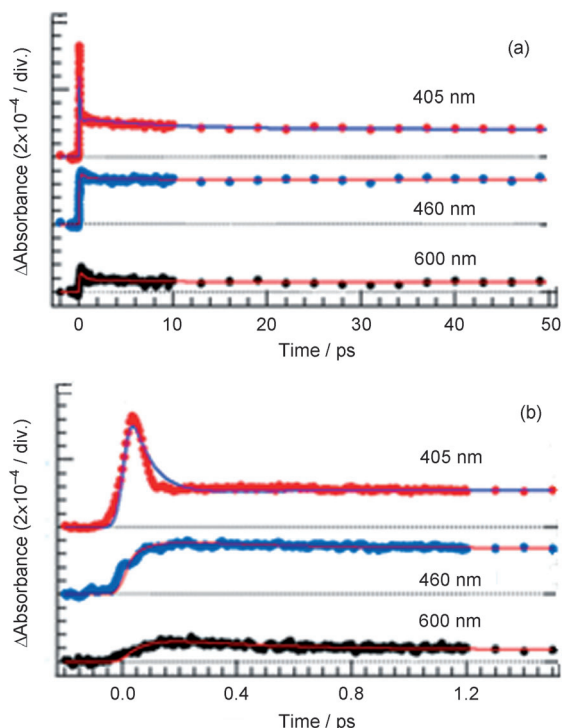 (a)
ΔAbsorbance (2x10⁻⁴ / div.)
405 nm
460 nm
600 nm
0 10 20 30 40 50
Time / ps
(b)
ΔAbsorbance (2x10⁻⁴ / div.)
405 nm
460 nm
600 nm
0.0 0.4 0.8 1.2
Time / ps